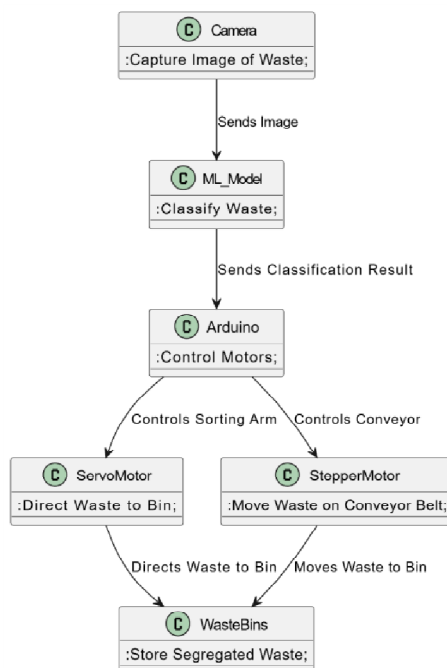 C Camera
:Capture Image of Waste;
Sends Image
C ML_Model
:Classify Waste;
Sends Classification Result
C Arduino
:Control Motors;
Controls Sorting Arm
Controls Conveyor
C ServoMotor
:Direct Waste to Bin;
C StepperMotor
:Move Waste on Conveyor Belt;
Directs Waste to Bin
Moves Waste to Bin
C WasteBins
:Store Segregated Waste;